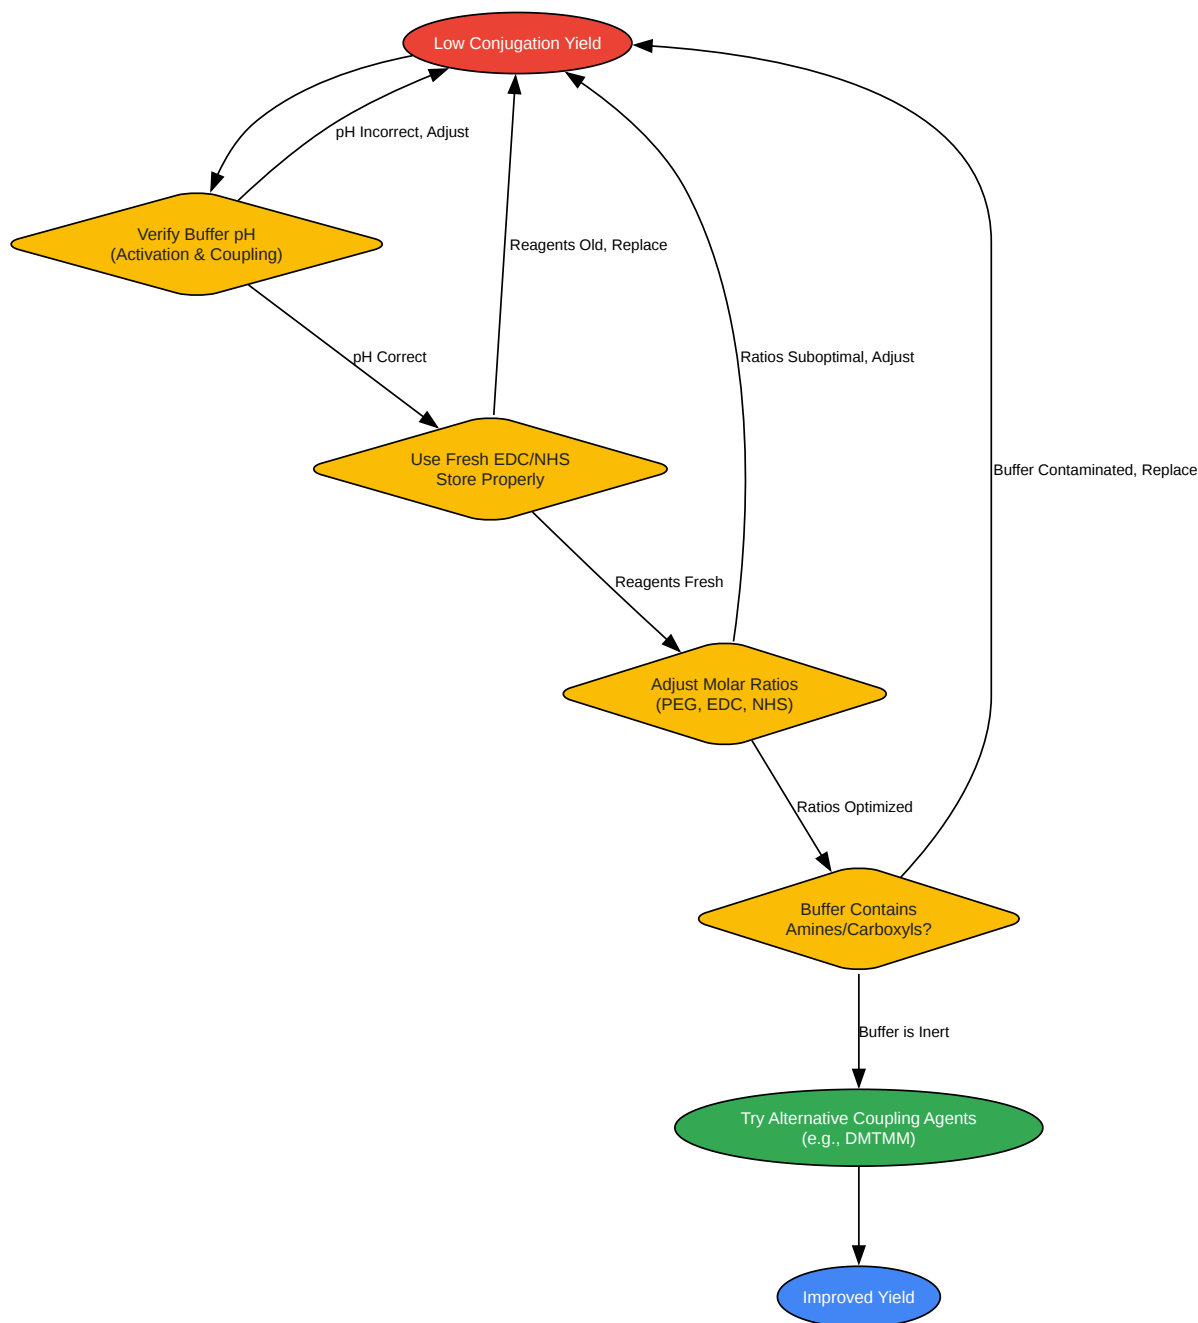 Low Conjugation Yield
pH Incorrect, Adjust
Verify Buffer pH
(Activation & Coupling)
Reagents Old, Replace
pH Correct
Ratios Suboptimal, Adjust
Use Fresh EDC/NHS
Store Properly
Buffer Contaminated, Replace
Reagents Fresh
Adjust Molar Ratios
(PEG, EDC, NHS)
Ratios Optimized
Buffer Contains
Amines/Carboxyls?
Buffer is Inert
Try Alternative Coupling Agents
(e.g., DMTMM)
Improved Yield